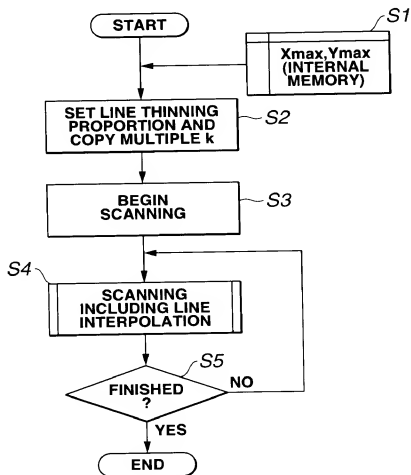 START
S1
Xmax,Ymax
(INTERNAL
MEMORY)
SET LINE THINNING
PROPORTION AND
COPY MULTIPLE k
S2
BEGIN
SCANNING
S3
S4
SCANNING
INCLUDING LINE
INTERPOLATION
S5
FINISHED
?
NO
YES
END